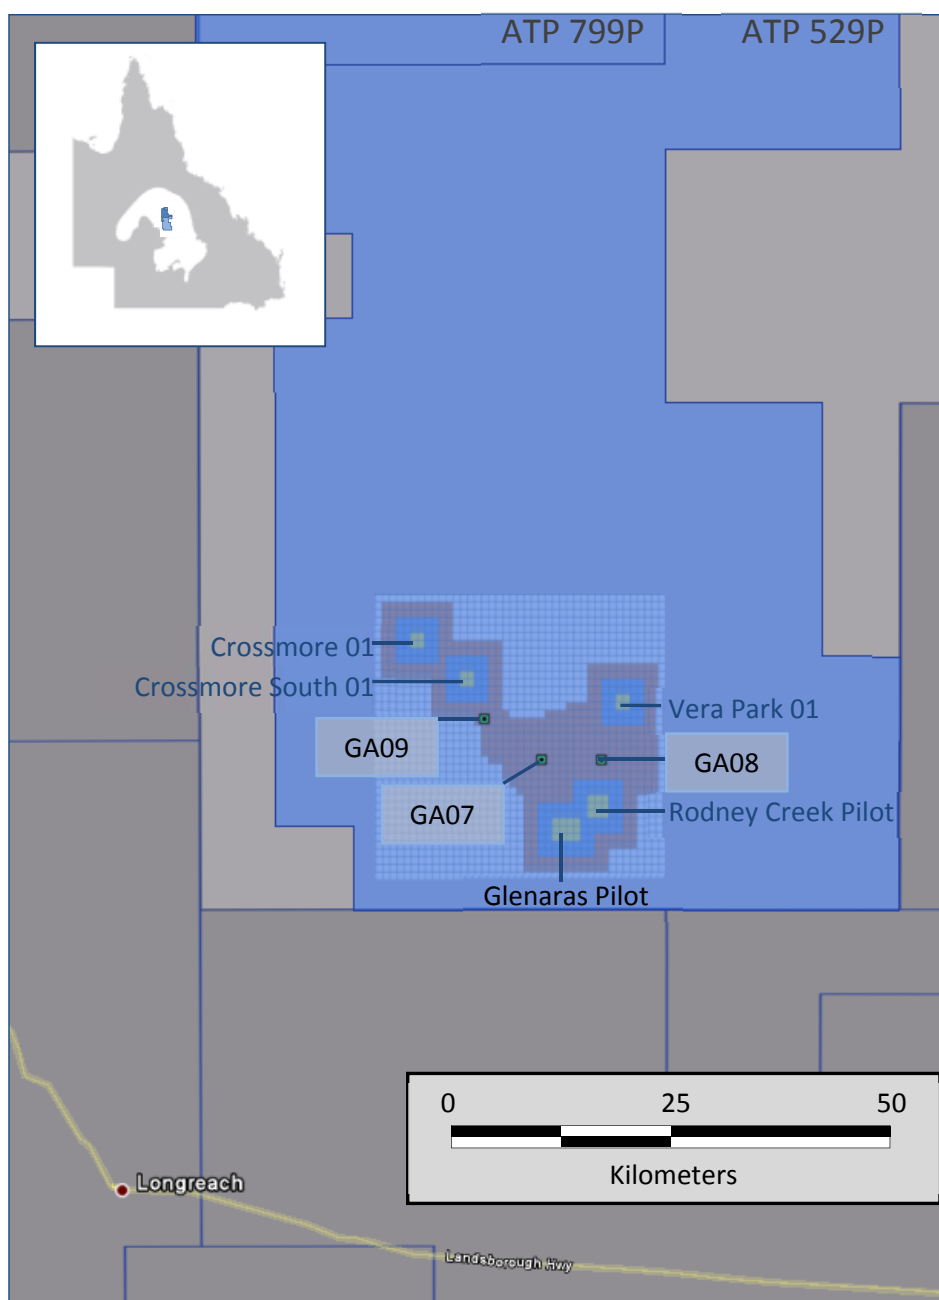 ATP 799P
ATP 529P
Crossmore 01
Crossmore South 01
Vera Park 01
GA09
GA08
GA07
Rodney Creek Pilot
Glenaras Pilot
0 25 50
Kilometers
Longreach
Landsborough Hwy